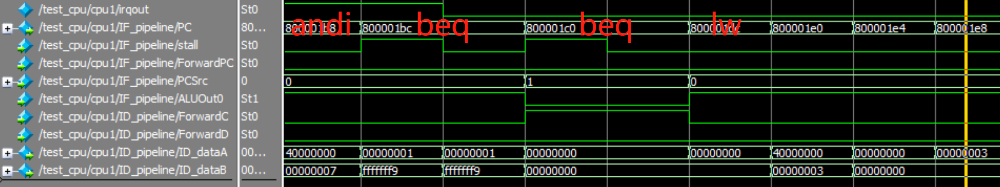 /test_cpu/cpu1/irqout St0
/test_cpu/cpu1/IF_pipeline/PC 80... 800001b8 800001bc 800001c0 800001e0 800001e4 800001e8
andi beq beq lw
/test_cpu/cpu1/IF_pipeline/stall St0
/test_cpu/cpu1/IF_pipeline/ForwardPC St0
/test_cpu/cpu1/IF_pipeline/PCSrc 0 0 1 0
/test_cpu/cpu1/IF_pipeline/ALUOut0 St1
/test_cpu/cpu1/ID_pipeline/ForwardC St0
/test_cpu/cpu1/ID_pipeline/ForwardD St0
/test_cpu/cpu1/ID_pipeline/ID_dataA 00... 40000000 00000001 00000001 00000000 00000000 40000000 00000000 00000003
/test_cpu/cpu1/ID_pipeline/ID_dataB 00... 00000007 fffffff9 fffffff9 00000000 00000003 00000000